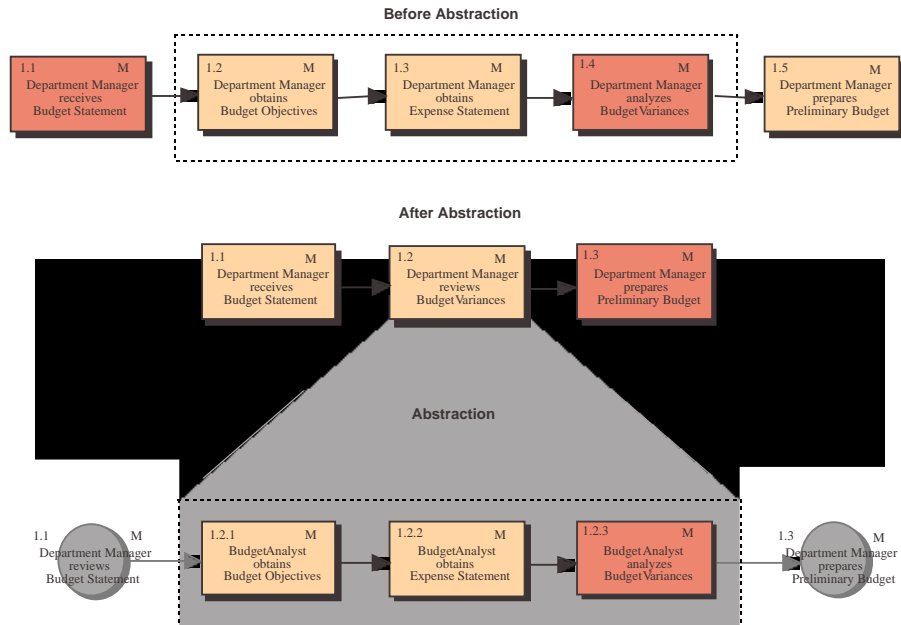 Before Abstraction
1.1 M
Department Manager
receives
Budget Statement
1.2 M
Department Manager
obtains
Budget Objectives
1.3 M
Department Manager
obtains
Expense Statement
1.4 M
Department Manager
analyzes
BudgetVariances
1.5 M
Department Manager
prepares
Preliminary Budget
After Abstraction
1.1 M
Department Manager
receives
Budget Statement
1.2 M
Department Manager
reviews
BudgetVariances
1.3 M
Department Manager
prepares
Preliminary Budget
Abstraction
1.1 M
Department Manager
reviews
Budget Statement
1.2.1 M
BudgetAnalyst
obtains
Budget Objectives
1.2.2 M
BudgetAnalyst
obtains
Expense Statement
1.2.3 M
Budget Analyst
analyzes
BudgetVariances
1.3 M
Department Manager
prepares
Preliminary Budget